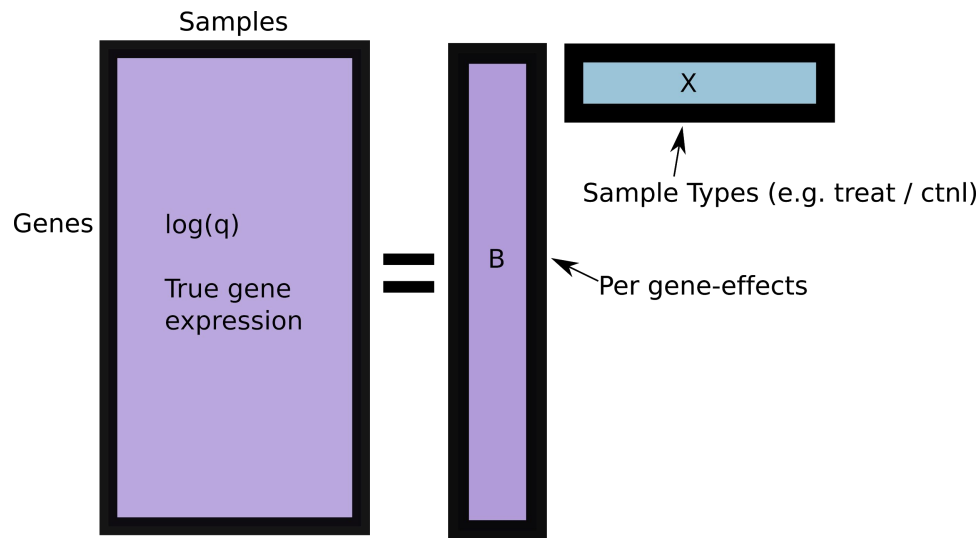 Samples
Genes
log(q)
True gene
expression
=
B
X
Sample Types (e.g. treat / ctnl)
Per gene-effects